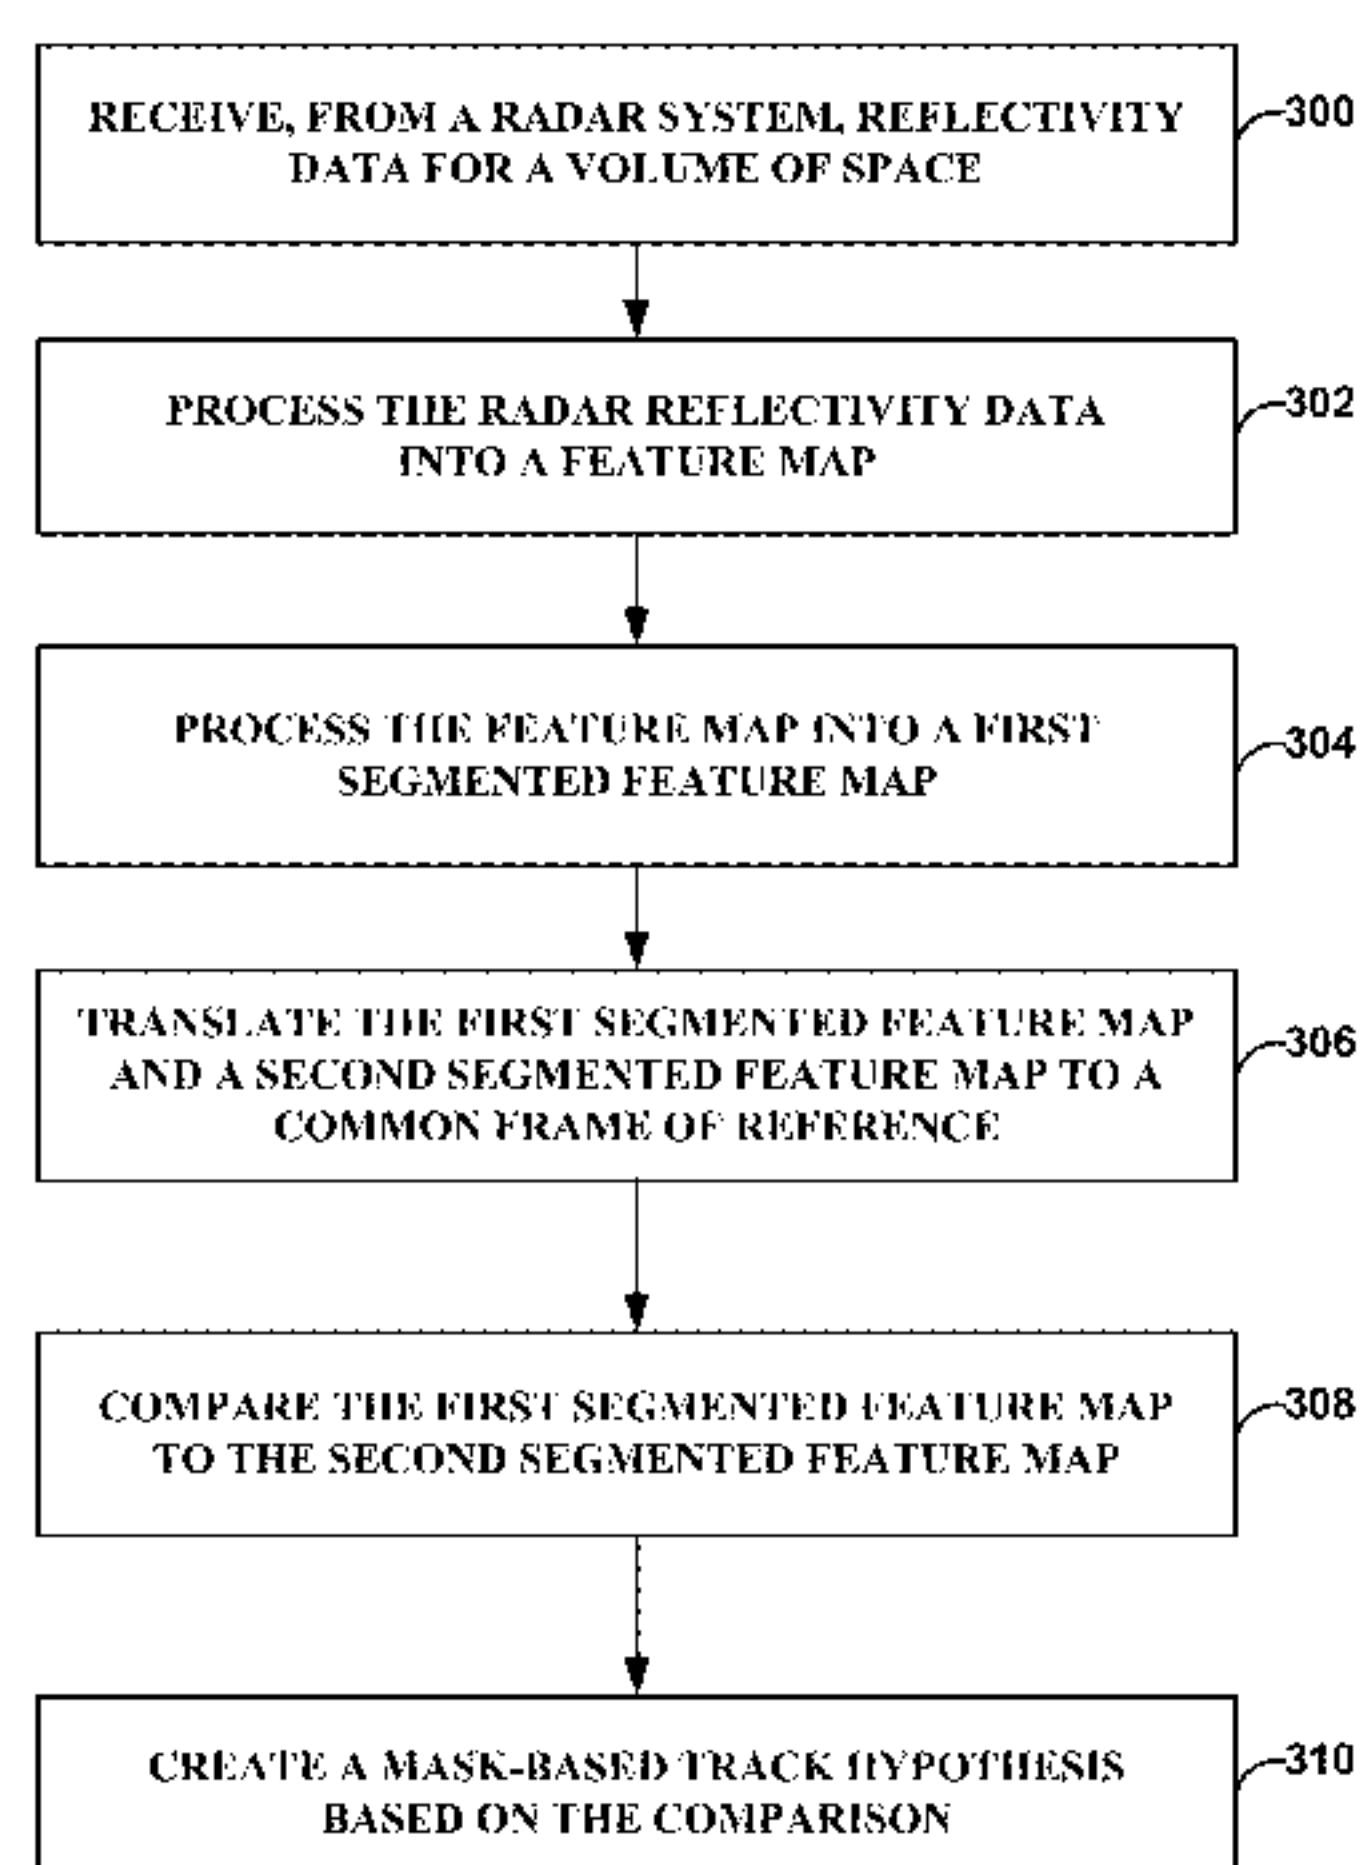 RECEIVE, FROM A RADAR SYSTEM, REFLECTIVITY
DATA FOR A VOLUME OF SPACE
300
PROCESS THE RADAR REFLECTIVITY DATA
INTO A FEATURE MAP
302
PROCESS THE FEATURE MAP INTO A FIRST
SEGMENTED FEATURE MAP
304
TRANSLATE THE FIRST SEGMENTED FEATURE MAP
AND A SECOND SEGMENTED FEATURE MAP TO A
COMMON FRAME OF REFERENCE
306
COMPARE THE FIRST SEGMENTED FEATURE MAP
TO THE SECOND SEGMENTED FEATURE MAP
308
CREATE A MASK-BASED TRACK HYPOTHESIS
BASED ON THE COMPARISON
310